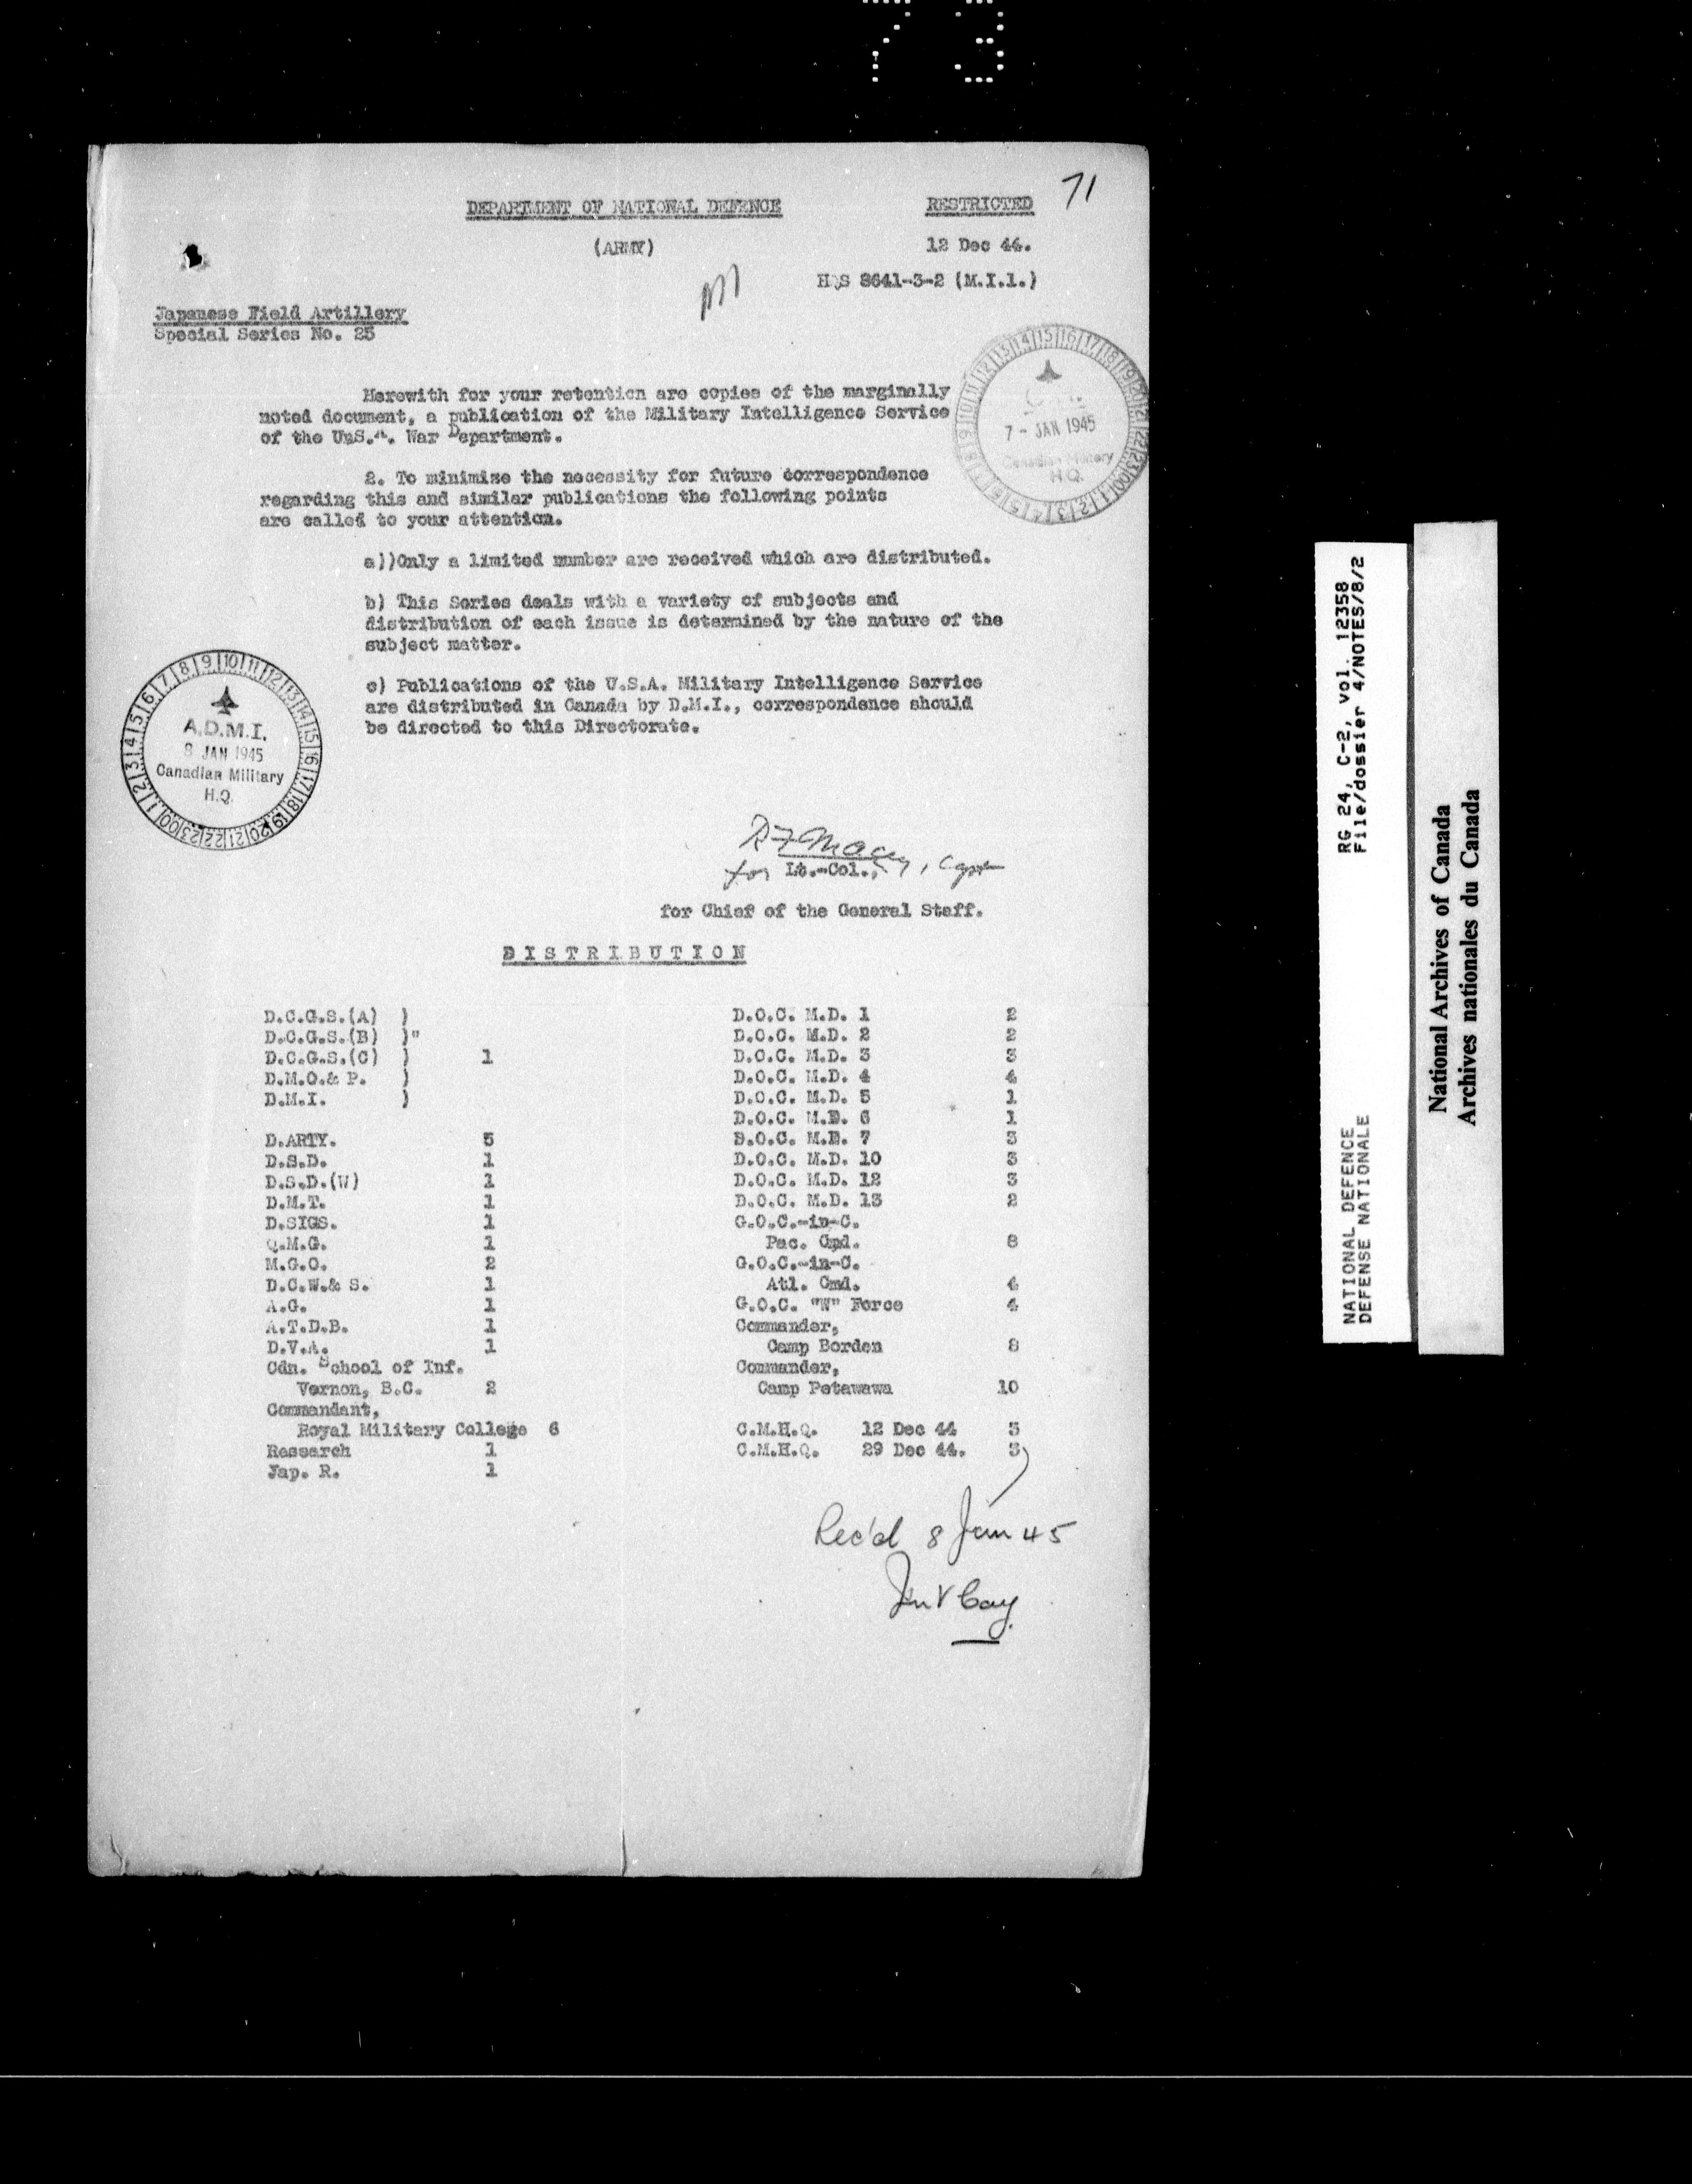 73
71
DEPARTMENT OF NATIONAL DEFENCE
RESTRICTED
(ARMY)
12 Dec 44.
HQS 8641-3-2 (M.I.1.)
Japanese Field Artillery
Special Series No. 25
Herewith for your retention are copies of the marginally
noted document, a publication of the Military Intelligence Service
of the UmS.A. War Department.
2. To minimize the necessity for future correspondence
regarding this and similar publications the following points
are called to your attention.
a))Only a limited number are received which are distributed.
b) This Series deals with a variety of subjects and
distribution of each issue is determined by the nature of the
subject matter.
c) Publications of the U.S.A. Military Intelligence Service
are distributed in Canada by D.M.I., correspondence should
be directed to this Directorate.
7 - JAN 1945
Canadian Military
H.Q.
A.D.M.I.
8 JAN 1945
Canadian Military
H.Q.
for Lt.-Col., Capt
for Chief of the General Staff.
DISTRIBUTION
D.C.G.S.(A) )
D.C.G.S.(B) )"
D.C.G.S.(C) ) 1
D.M.O.& P. )
D.M.I. )
D.ARTY. 5
D.S.D. 1
D.S.D.(W) 1
D.M.T. 1
D.SIGS. 1
Q.M.G. 1
M.G.O. 2
D.C.W.& S. 1
A.G. 1
A.T.D.B. 1
D.V.A. 1
Cdn. School of Inf.
Vernon, B.C. 2
Commandant,
Royal Military College 6
Research 1
Jap. R. 1
D.O.C. M.D. 1 2
D.O.C. M.D. 2 2
D.O.C. M.D. 3 3
D.O.C. M.D. 4 4
D.O.C. M.D. 5 1
D.O.C. M.D. 6 1
D.O.C. M.D. 7 3
D.O.C. M.D. 10 3
D.O.C. M.D. 12 3
D.O.C. M.D. 13 2
G.O.C.-in-C.
Pac. Cmd. 8
G.O.C.-in-C.
Atl. Cmd. 4
G.O.C. "W" Force 4
Commander,
Camp Borden 8
Commander,
Camp Petawawa 10
C.M.H.Q. 12 Dec 44 3
C.M.H.Q. 29 Dec 44. 3
Rec'd 8 Jan 45
RG 24, C-2, vol. 12358
File/dossier 4/NOTES/8/2
NATIONAL DEFENCE
DEFENSE NATIONALE
National Archives of Canada
Archives nationales du Canada